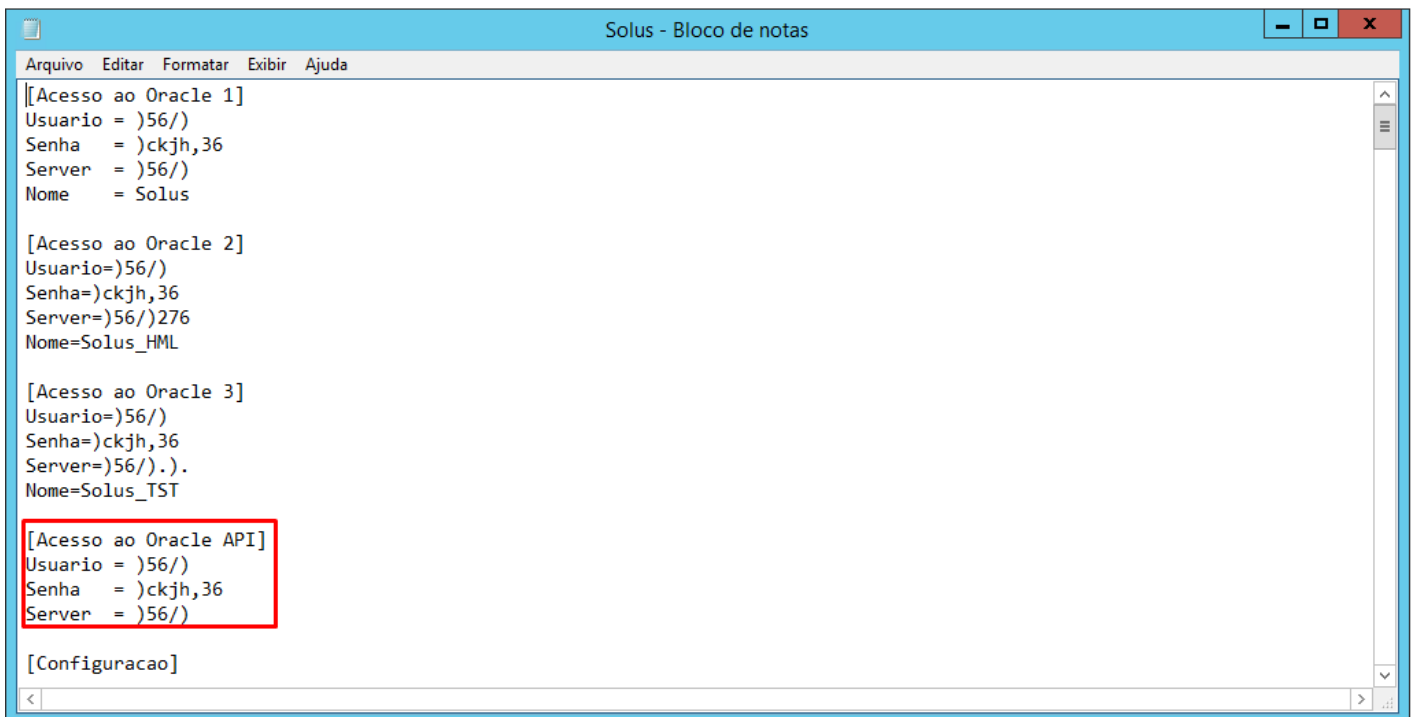 Solus - Bloco de notas
Arquivo Editar Formatar Exibir Ajuda
[Acesso ao Oracle 1]
Usuario = )56/)
Senha   = )ckjh,36
Server  = )56/)
Nome    = Solus
[Acesso ao Oracle 2]
Usuario=)56/)
Senha=)ckjh,36
Server=)56/)276
Nome=Solus_HML
[Acesso ao Oracle 3]
Usuario=)56/)
Senha=)ckjh,36
Server=)56/).).
Nome=Solus_TST
[Acesso ao Oracle API]
Usuario = )56/)
Senha   = )ckjh,36
Server  = )56/)
[Configuracao]